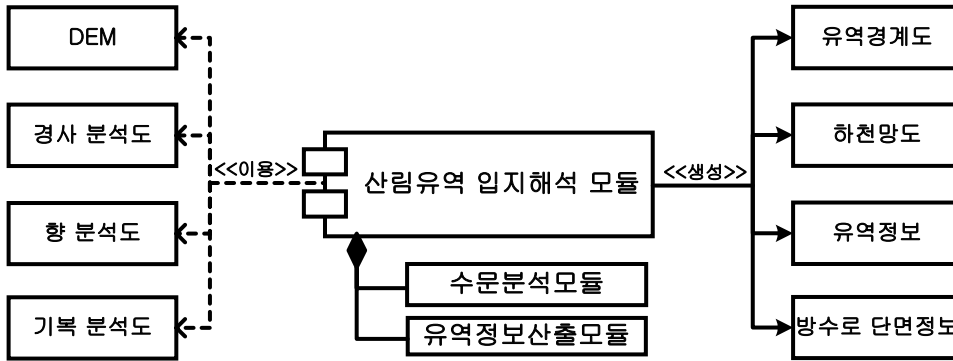 DEM
경사 분석도
향 분석도
기복 분석도
<<이용>>
산림유역 입지해석 모듈
수문분석모듈
유역정보산출모듈
<<생성>>
유역경계도
하천망도
유역정보
방수로 단면정보